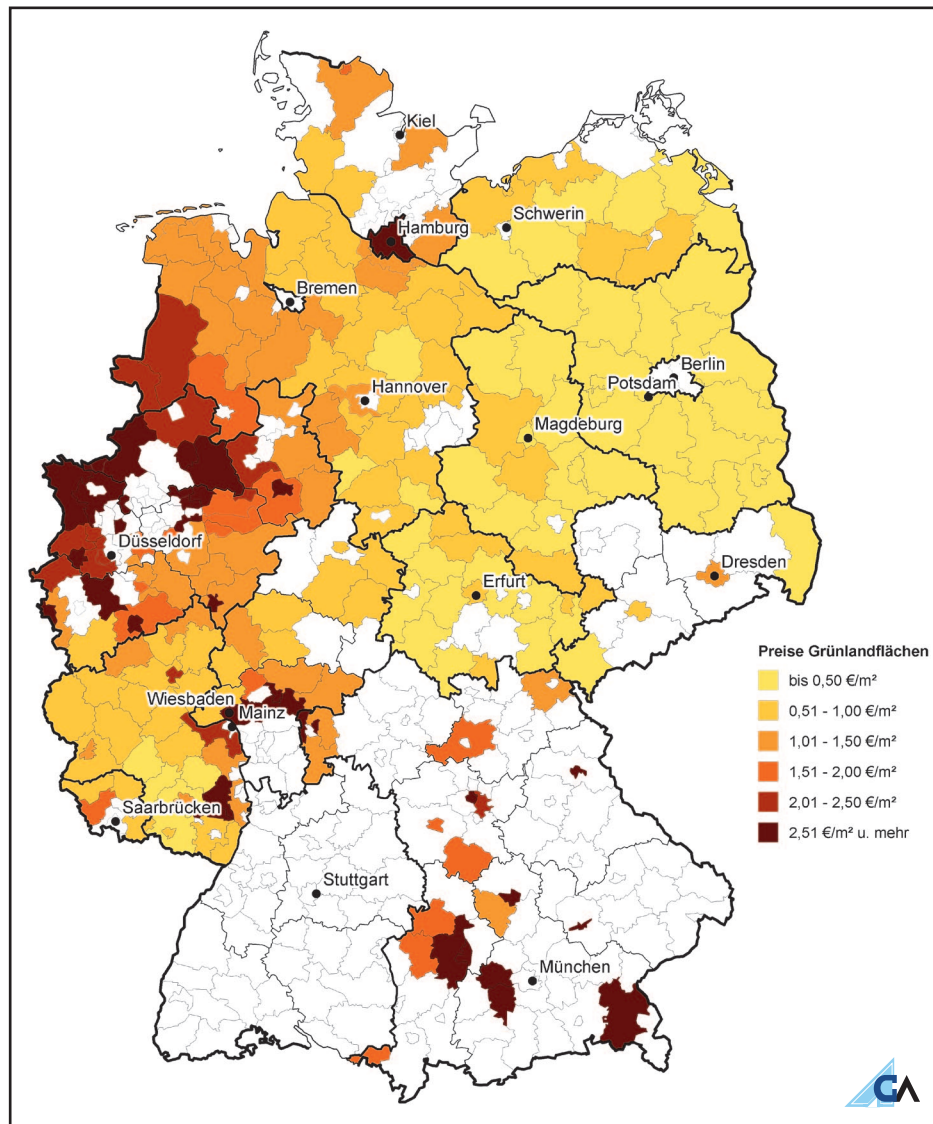 Kiel
Schwerin
Hamburg
Bremen
Berlin
Potsdam
Hannover
Magdeburg
Düsseldorf
Dresden
Erfurt
Wiesbaden
Mainz
Saarbrücken
Stuttgart
München
Preise Grünlandflächen
bis 0,50 €/m²
0,51 - 1,00 €/m²
1,01 - 1,50 €/m²
1,51 - 2,00 €/m²
2,01 - 2,50 €/m²
2,51 €/m² u. mehr
GA